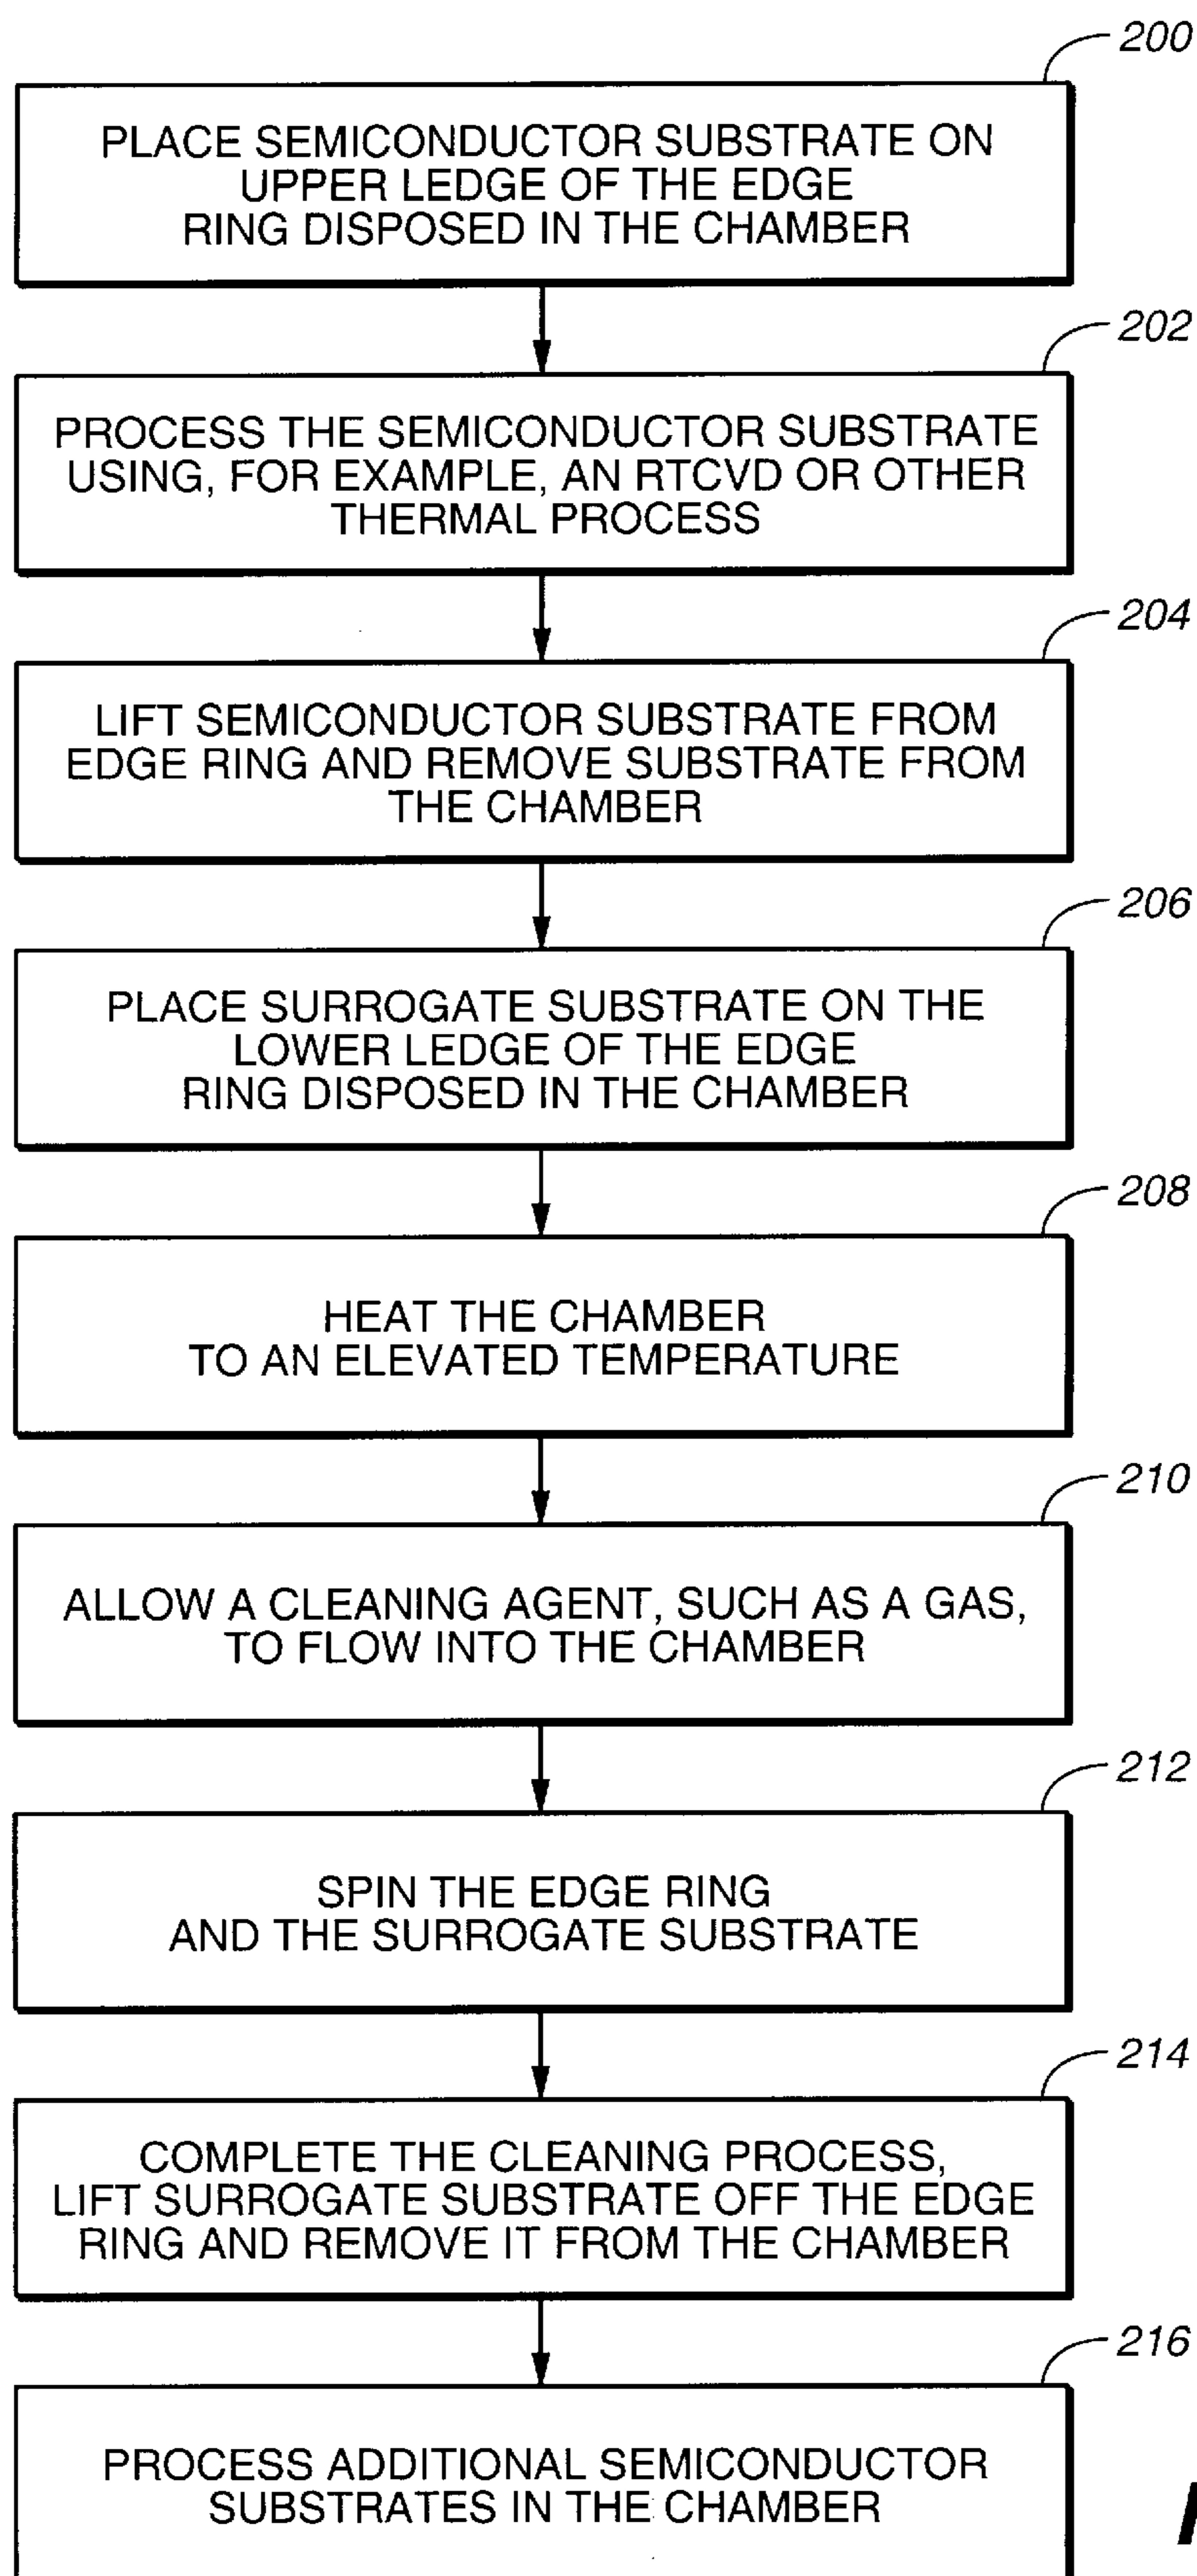 200
PLACE SEMICONDUCTOR SUBSTRATE ON
UPPER LEDGE OF THE EDGE
RING DISPOSED IN THE CHAMBER
202
PROCESS THE SEMICONDUCTOR SUBSTRATE
USING, FOR EXAMPLE, AN RTCVD OR OTHER
THERMAL PROCESS
204
LIFT SEMICONDUCTOR SUBSTRATE FROM
EDGE RING AND REMOVE SUBSTRATE FROM
THE CHAMBER
206
PLACE SURROGATE SUBSTRATE ON THE
LOWER LEDGE OF THE EDGE
RING DISPOSED IN THE CHAMBER
208
HEAT THE CHAMBER
TO AN ELEVATED TEMPERATURE
210
ALLOW A CLEANING AGENT, SUCH AS A GAS,
TO FLOW INTO THE CHAMBER
212
SPIN THE EDGE RING
AND THE SURROGATE SUBSTRATE
214
COMPLETE THE CLEANING PROCESS,
LIFT SURROGATE SUBSTRATE OFF THE EDGE
RING AND REMOVE IT FROM THE CHAMBER
216
PROCESS ADDITIONAL SEMICONDUCTOR
SUBSTRATES IN THE CHAMBER